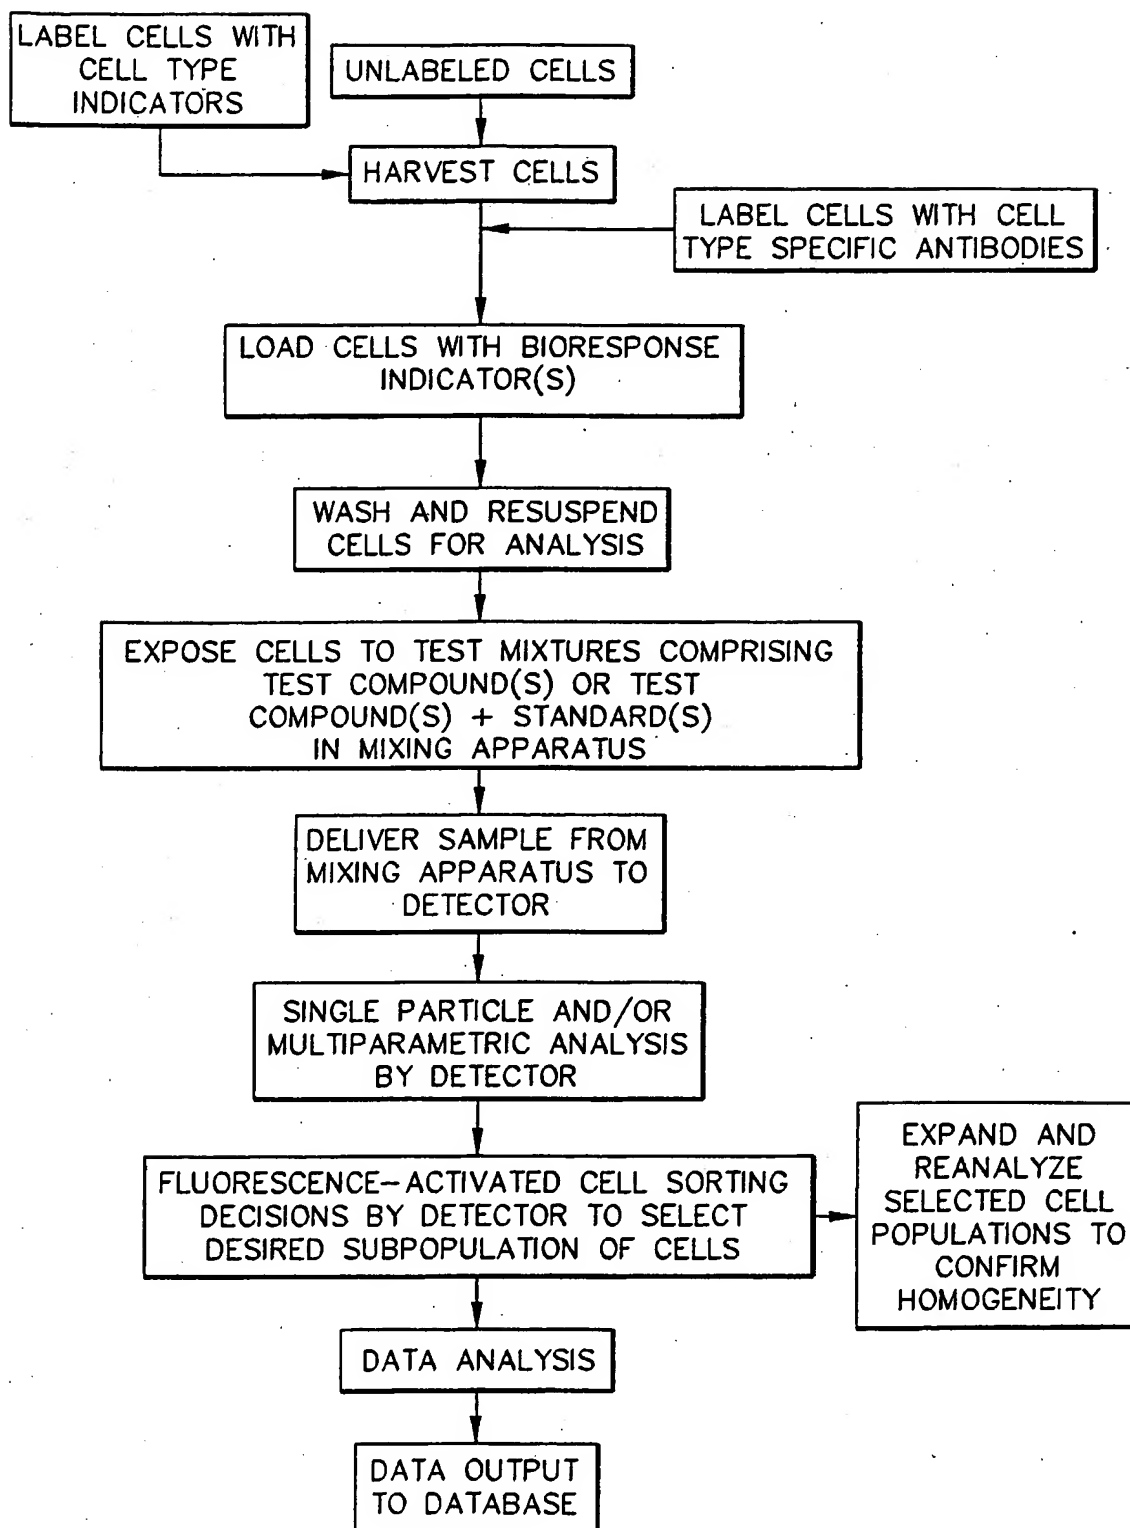 LABEL CELLS WITH
CELL TYPE
INDICATORS
UNLABELED CELLS
HARVEST CELLS
LABEL CELLS WITH CELL
TYPE SPECIFIC ANTIBODIES
LOAD CELLS WITH BIORESPONSE
INDICATOR(S)
WASH AND RESUSPEND
CELLS FOR ANALYSIS
EXPOSE CELLS TO TEST MIXTURES COMPRISING
TEST COMPOUND(S) OR TEST
COMPOUND(S) + STANDARD(S)
IN MIXING APPARATUS
DELIVER SAMPLE FROM
MIXING APPARATUS TO
DETECTOR
SINGLE PARTICLE AND/OR
MULTIPARAMETRIC ANALYSIS
BY DETECTOR
FLUORESCENCE-ACTIVATED CELL SORTING
DECISIONS BY DETECTOR TO SELECT
DESIRED SUBPOPULATION OF CELLS
EXPAND AND
REANALYZE
SELECTED CELL
POPULATIONS TO
CONFIRM
HOMOGENEITY
DATA ANALYSIS
DATA OUTPUT
TO DATABASE